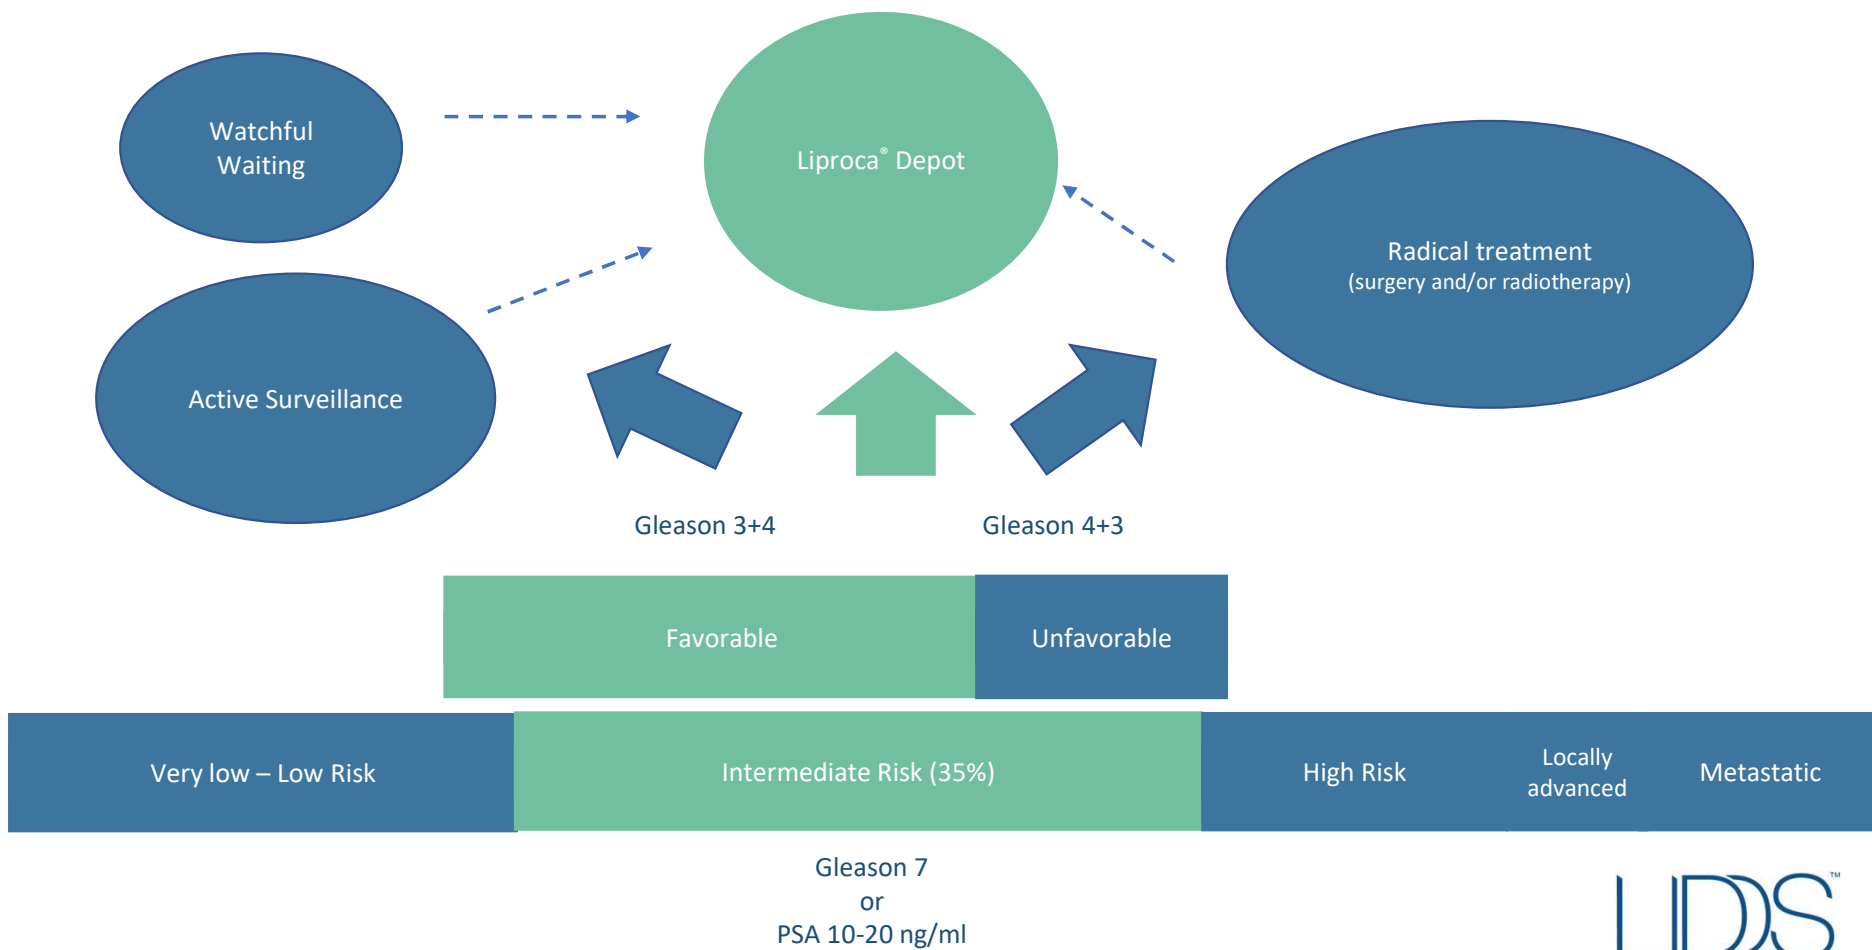 Watchful
Waiting
Liproca® Depot
Radical treatment
(surgery and/or radiotherapy)
Active Surveillance
Gleason 3+4
Gleason 4+3
Favorable
Unfavorable
Very low – Low Risk
Intermediate Risk (35%)
High Risk
Locally
advanced
Metastatic
Gleason 7
or
PSA 10-20 ng/ml
LIDDS™